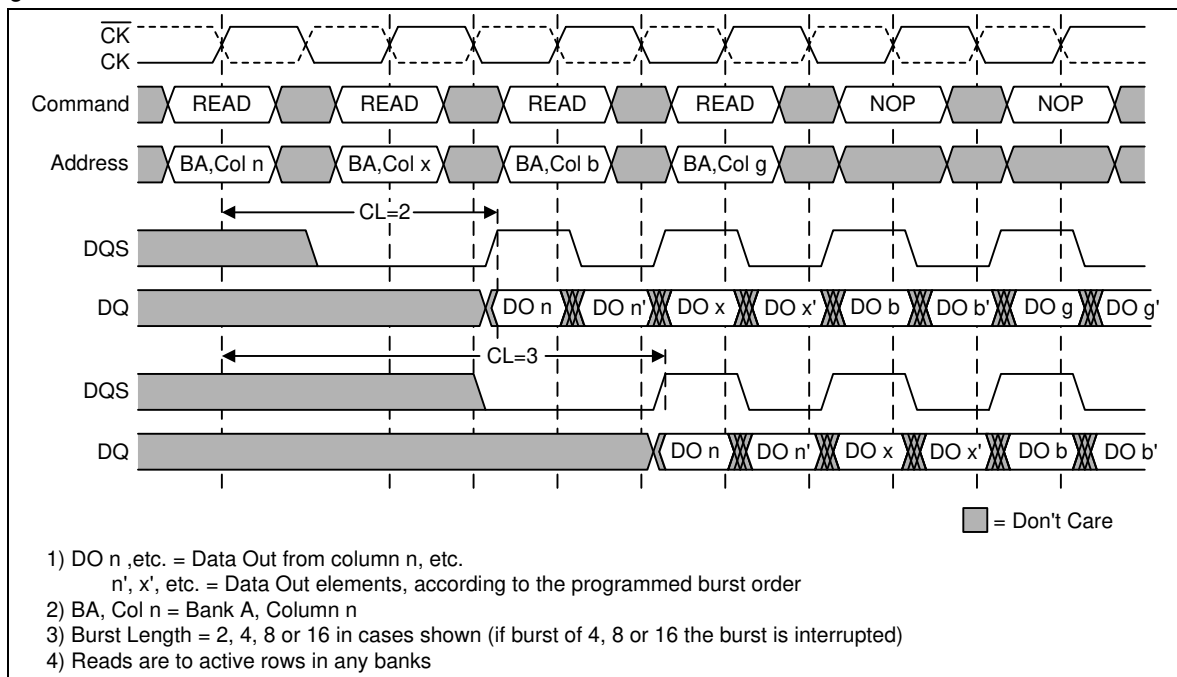 CK
CK
Command READ READ READ READ NOP NOP
Address BA,Col n BA,Col x BA,Col b BA,Col g
CL=2
DQS
DQ DO n DO n' DO x DO x' DO b DO b' DO g DO g'
CL=3
DQS
DQ DO n DO n' DO x DO x' DO b DO b'
= Don't Care
1) DO n ,etc. = Data Out from column n, etc.
n', x', etc. = Data Out elements, according to the programmed burst order
2) BA, Col n = Bank A, Column n
3) Burst Length = 2, 4, 8 or 16 in cases shown (if burst of 4, 8 or 16 the burst is interrupted)
4) Reads are to active rows in any banks